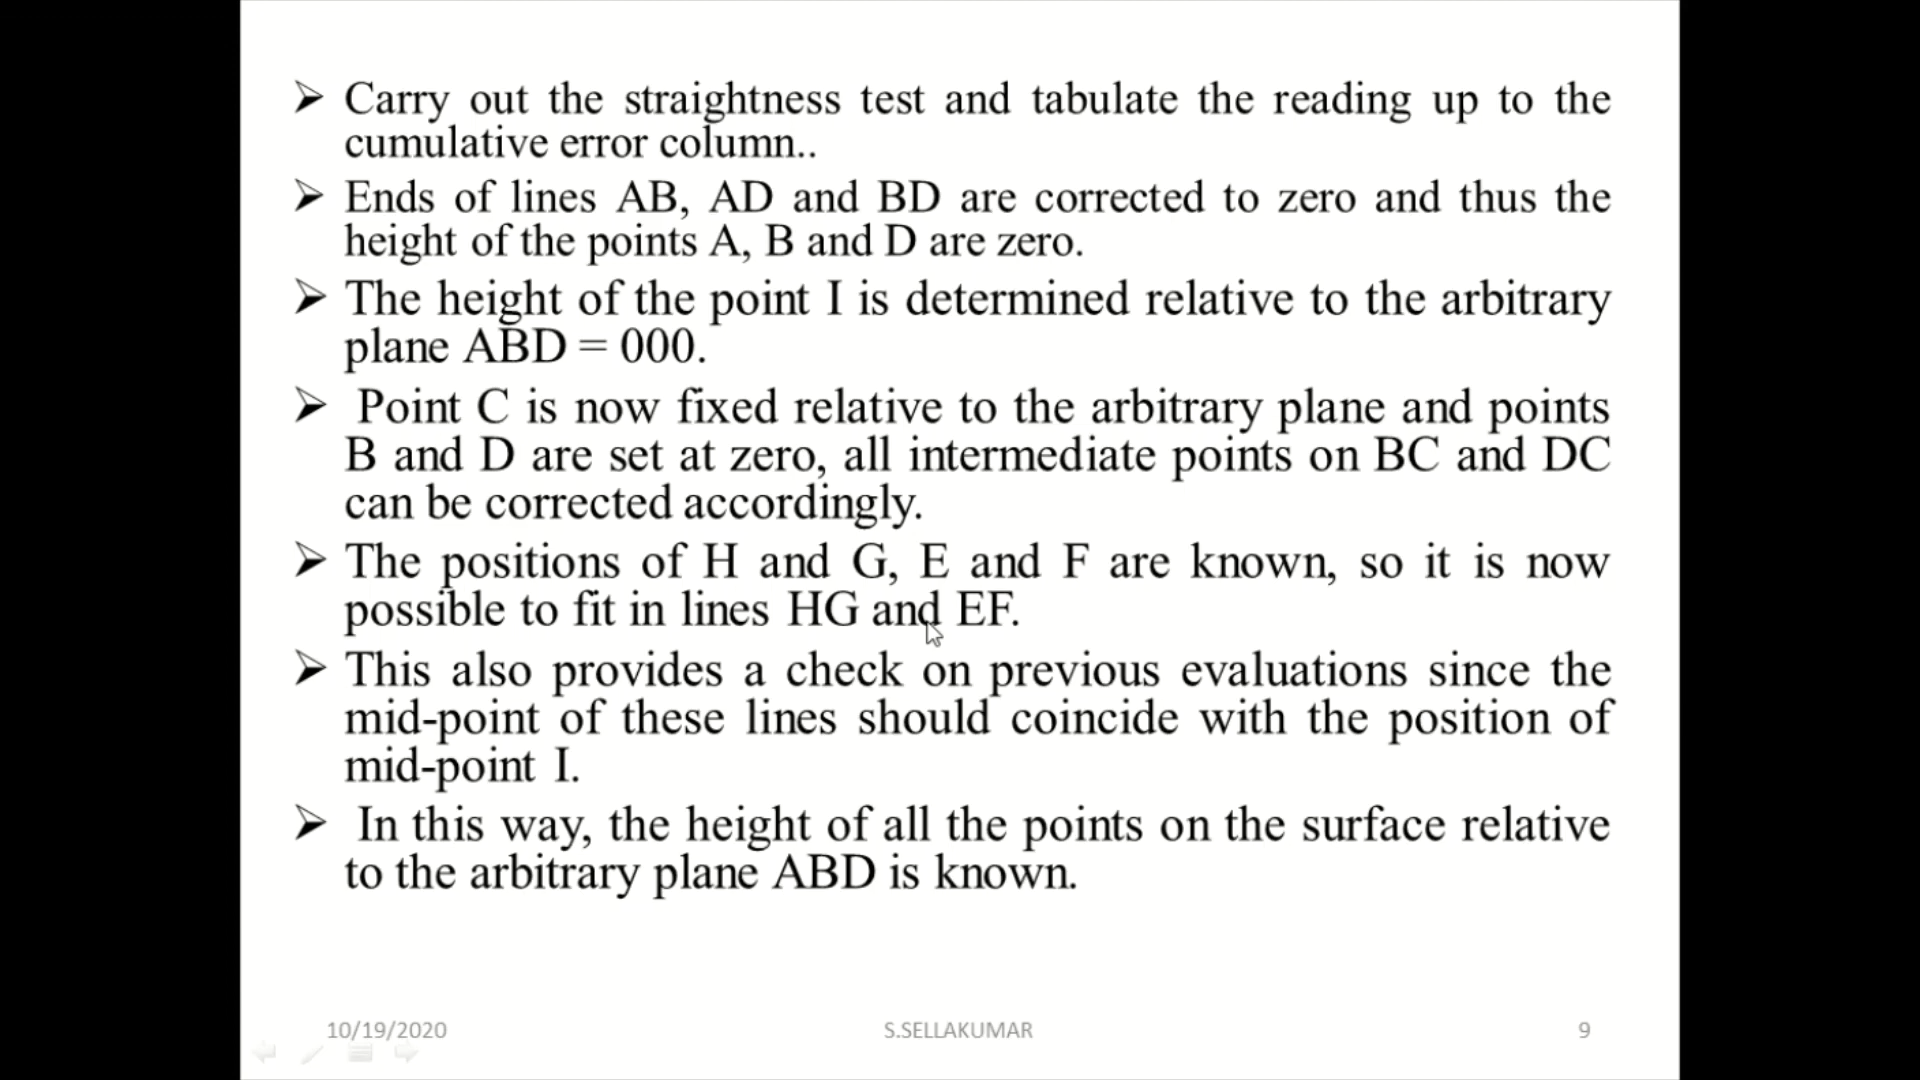 ➢ Carry out the straightness test and tabulate the reading up to the
cumulative error column..
➢ Ends of lines AB, AD and BD are corrected to zero and thus the
height of the points A, B and D are zero.
➢ The height of the point I is determined relative to the arbitrary
plane ABD = 000.
➢ Point C is now fixed relative to the arbitrary plane and points
B and D are set at zero, all intermediate points on BC and DC
can be corrected accordingly.
➢ The positions of H and G, E and F are known, so it is now
possible to fit in lines HG and EF.
➢ This also provides a check on previous evaluations since the
mid-point of these lines should coincide with the position of
mid-point I.
➢ In this way, the height of all the points on the surface relative
to the arbitrary plane ABD is known.
10/19/2020 S.SELLAKUMAR 9